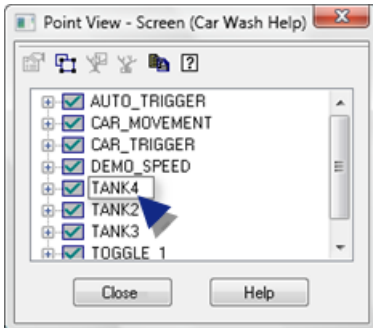 Point View - Screen (Car Wash Help)
AUTO_TRIGGER
CAR_MOVEMENT
CAR_TRIGGER
DEMO_SPEED
TANK4
TANK2
TANK3
TOGGLE_1
Close Help